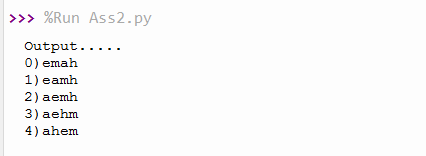 >>> %Run Ass2.py
Output.....
0)emah
1)eamh
2)aemh
3)aehm
4)ahem